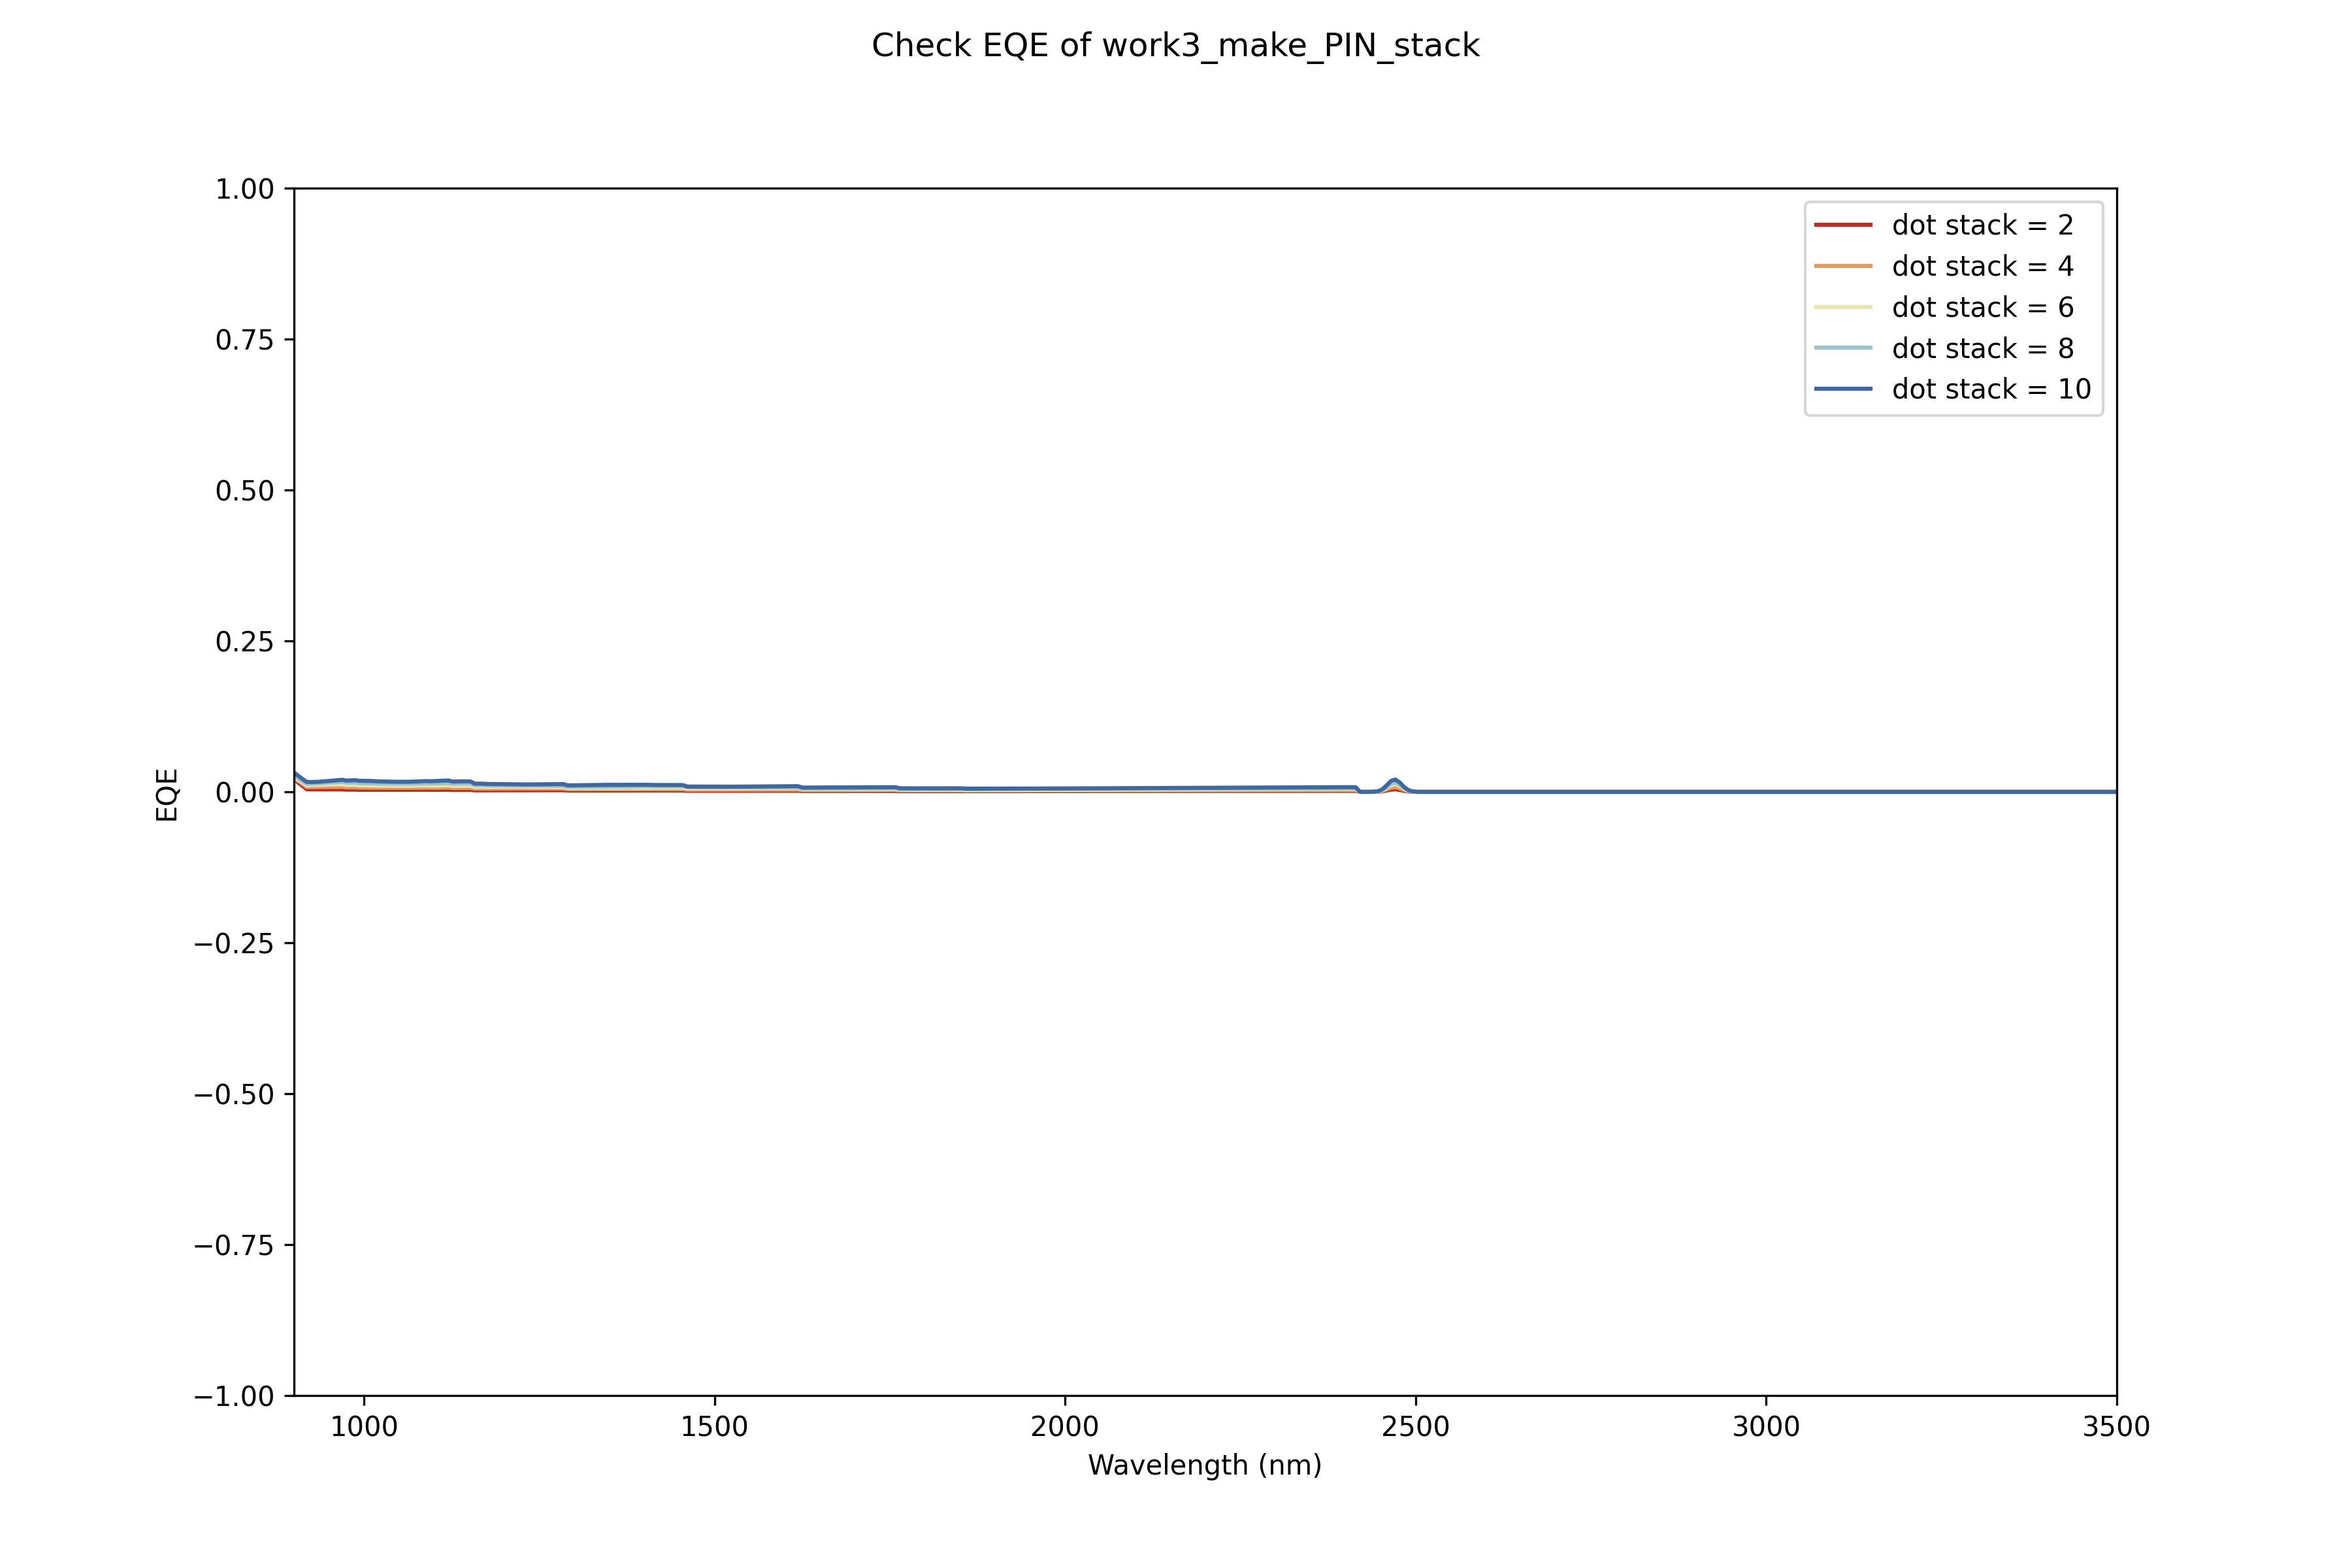 Check EQE of work3_make_PIN_stack
1.00
0.75
0.50
0.25
0.00
−0.25
−0.50
−0.75
−1.00
EQE
dot stack = 2
dot stack = 4
dot stack = 6
dot stack = 8
dot stack = 10
1000 1500 2000 2500 3000 3500
Wavelength (nm)